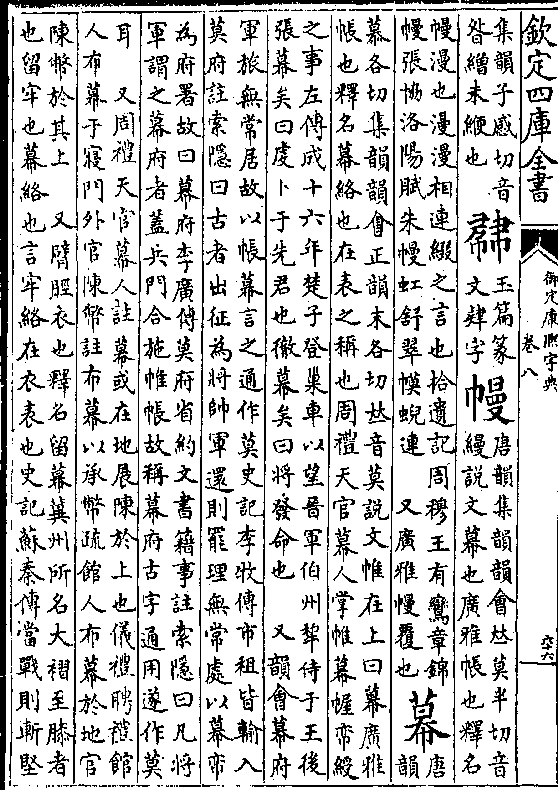 欽定四庫全書
御定康熙字典
卷八
六六
集韻子感切音
昝繒未緶也
玉篇篆
文肄字
幔
唐韻集韻韻會𠀤莫半切音
縵說文幕也廣雅帳也釋名
幔漫也漫漫相連綴之言也拾遺記周穆王有鸞章錦
幔張協洛陽賦朱幔虹舒翠幙蜺連 又廣雅幔覆也
幕
唐
韻
慕各切集韻韻會正韻末各切𠀤音莫說文帷在上曰幕廣雅
帳也釋名幕絡也在表之稱也周禮天官幕人掌帷幕幄帟綬
之事左傳成十六年楚子登巢車以望晉軍伯州犂侍于王後
張幕矣曰虔卜于先君也徹幕矣曰將發命也 又韻會幕府
軍旅無常居故以帳幕言之通作莫史記李牧傳市租皆輸入
莫府註索隱曰古者出征為將帥軍還則罷理無常處以幕帟
為府署故曰幕府李廣傳莫府省約文書籍事註索隱曰凡將
軍謂之幕府者蓋兵門合施帷帳故稱幕府古字通用遂作莫
耳 又周禮天官幕人註幕或在地展陳於上也儀禮聘禮館
人布幕于寢門外官陳幣註布幕以承幣疏館人布幕於地官
陳幣於其上 又臂脛衣也釋名留幕冀州所名大褶至膝者
也留牢也幕絡也言牢絡在衣表也史記蘇秦傳當戰則斬堅